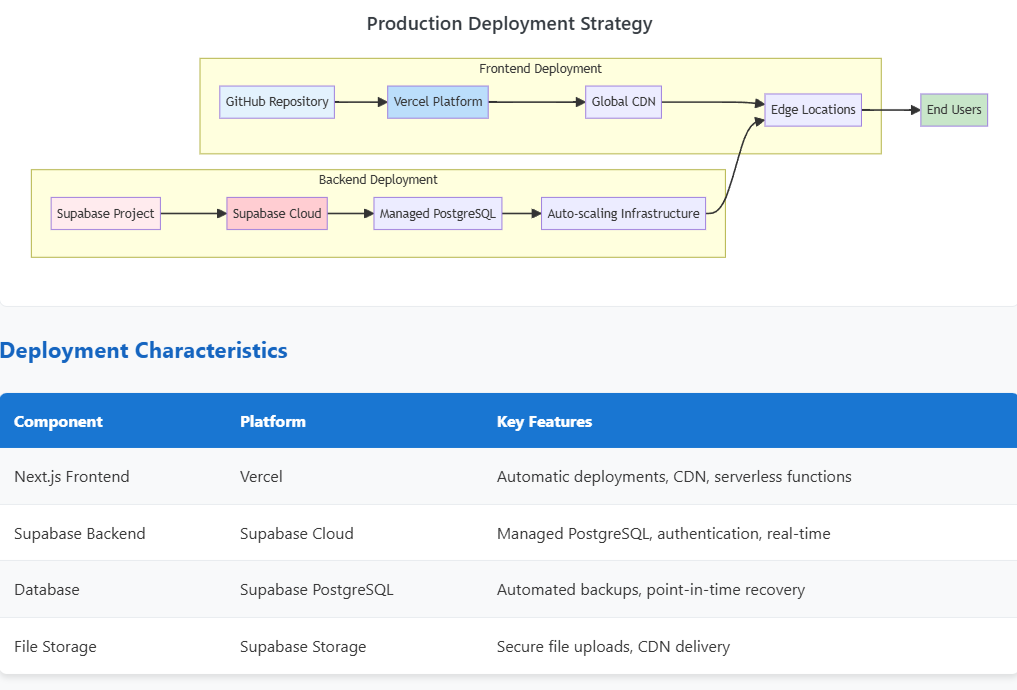 Production Deployment Strategy
Frontend Deployment
GitHub Repository
Vercel Platform
Global CDN
Edge Locations
End Users
Backend Deployment
Supabase Project
Supabase Cloud
Managed PostgreSQL
Auto-scaling Infrastructure
Deployment Characteristics
Component Platform Key Features
Next.js Frontend Vercel Automatic deployments, CDN, serverless functions
Supabase Backend Supabase Cloud Managed PostgreSQL, authentication, real-time
Database Supabase PostgreSQL Automated backups, point-in-time recovery
File Storage Supabase Storage Secure file uploads, CDN delivery